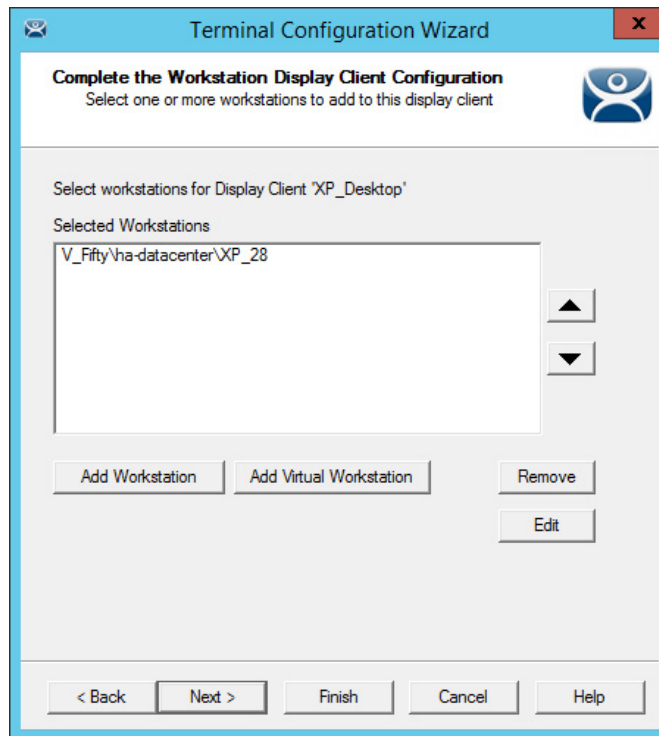 Terminal Configuration Wizard
x
Complete the Workstation Display Client Configuration
Select one or more workstations to add to this display client
Select workstations for Display Client 'XP_Desktop'
Selected Workstations
V_Fifty\ha-datacenter\XP_28
Add Workstation
Add Virtual Workstation
Remove
Edit
< Back
Next >
Finish
Cancel
Help